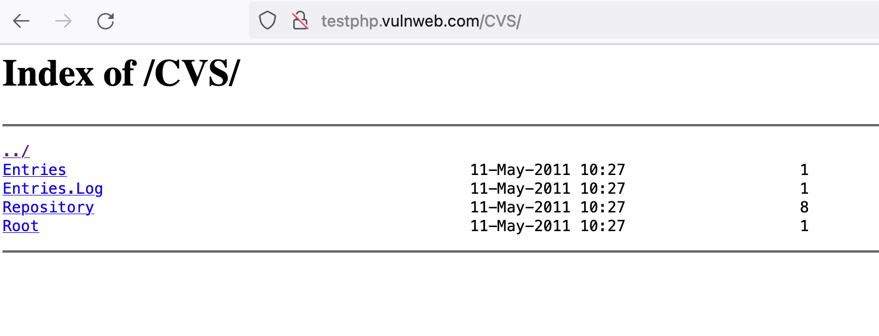 testphp.vulnweb.com/CVS/
Index of /CVS/
../
Entries 11-May-2011 10:27 1
Entries.Log 11-May-2011 10:27 1
Repository 11-May-2011 10:27 8
Root 11-May-2011 10:27 1